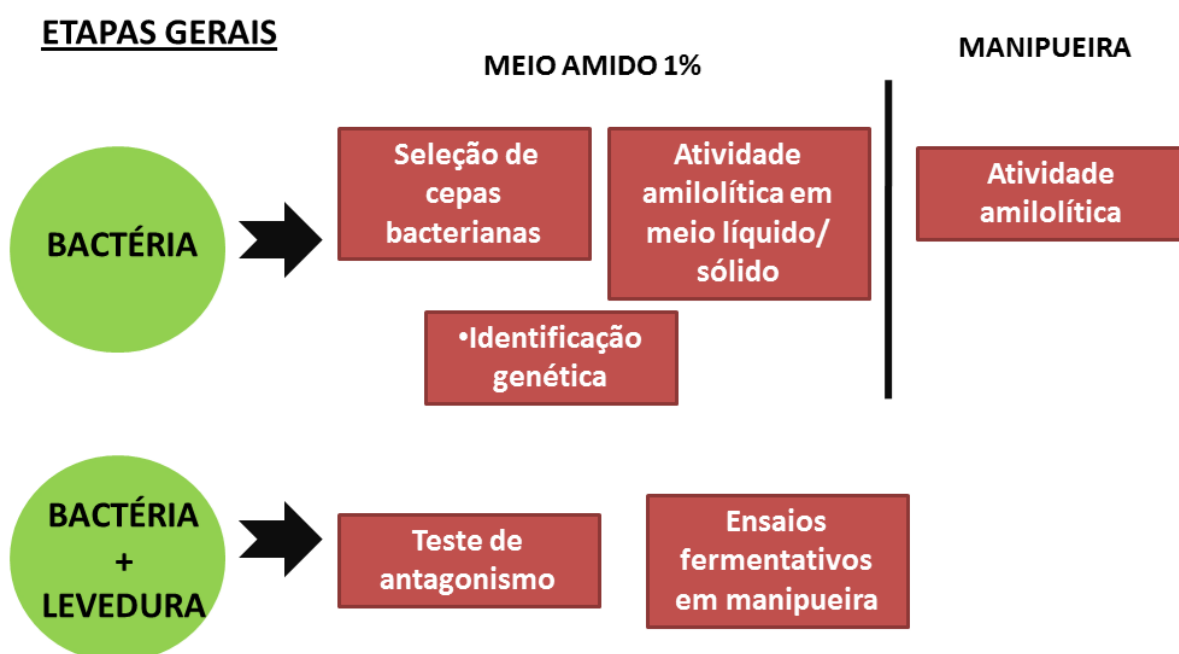 ETAPAS GERAIS
MEIO AMIDO 1%
MANIPUEIRA
BACTÉRIA
Seleção de
cepas
bacterianas
Atividade
amilolítica em
meio líquido/
sólido
Atividade
amilolítica
•Identificação
genética
BACTÉRIA
+
LEVEDURA
Teste de
antagonismo
Ensaios
fermentativos
em manipueira